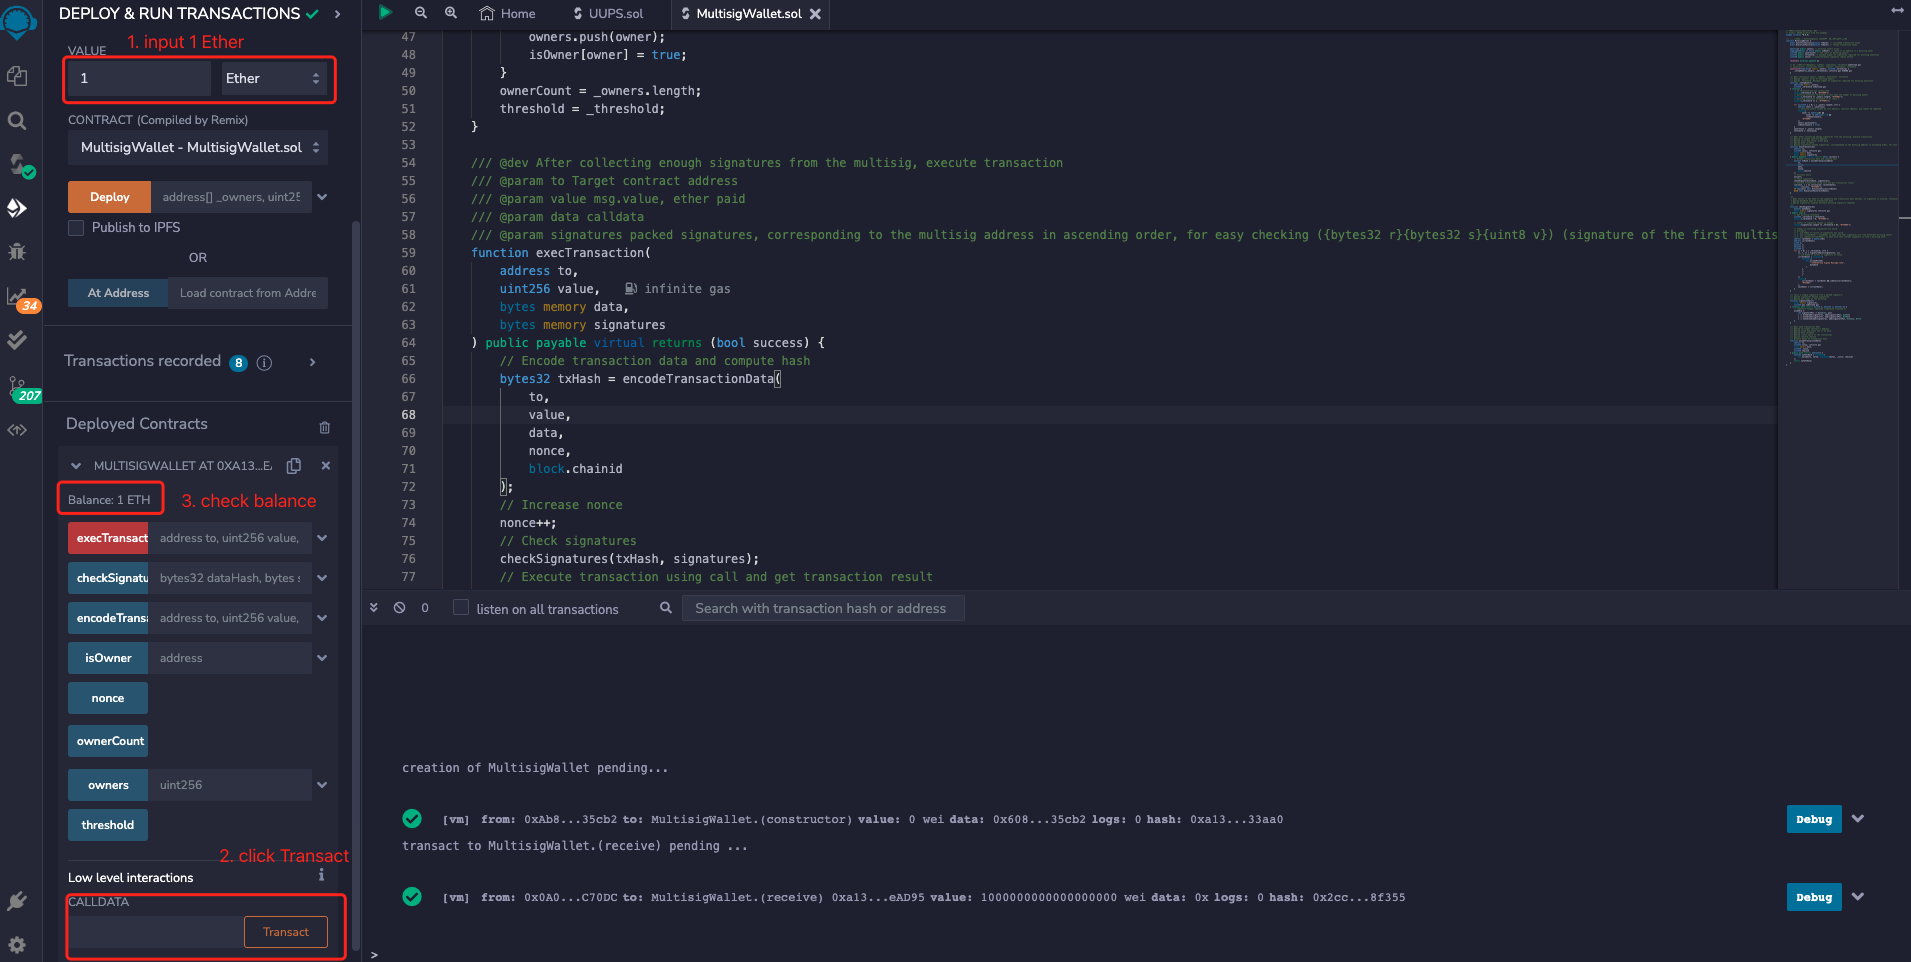 DEPLOY & RUN TRANSACTIONS
VALUE
1. input 1 Ether
1
Ether
CONTRACT (Compiled by Remix)
MultisigWallet - MultisigWallet.sol
Deploy
address[] _owners, uint25
Publish to IPFS
OR
At Address
Load contract from Addre
34
Transactions recorded
8
i
207
Deployed Contracts
MULTISIGWALLET AT 0XA13...E
Balance: 1 ETH
3. check balance
execTransact
address to, uint256 value,
checkSignatu
bytes32 dataHash, bytes s
encodeTransa
address to, uint256 value,
isOwner
address
nonce
ownerCount
owners
uint256
threshold
2. click Transact
Low level interactions
i
CALLDATA
Transact
Home
UUPS.sol
MultisigWallet.sol
47 owners.push(owner);
48 isOwner[owner] = true;
49 }
50 ownerCount = _owners.length;
51 threshold = _threshold;
52 }
53
54 /// @dev After collecting enough signatures from the multisig, execute transaction
55 /// @param to Target contract address
56 /// @param value msg.value, ether paid
57 /// @param data calldata
58 /// @param signatures packed signatures, corresponding to the multisig address in ascending order, for easy checking ({bytes32 r}{bytes32 s}{uint8 v}) (signature of the first multis
59 function execTransaction(
60 address to,
61 uint256 value, infinite gas
62 bytes memory data,
63 bytes memory signatures
64 ) public payable virtual returns (bool success) {
65 // Encode transaction data and compute hash
66 bytes32 txHash = encodeTransactionData(
67 to,
68 value,
69 data,
70 nonce,
71 block.chainid
72 );
73 // Increase nonce
74 nonce++;
75 // Check signatures
76 checkSignatures(txHash, signatures);
77 // Execute transaction using call and get transaction result
0
listen on all transactions
Search with transaction hash or address
creation of MultisigWallet pending...
[vm] from: 0xAb8...35cb2 to: MultisigWallet.(constructor) value: 0 wei data: 0x608...35cb2 logs: 0 hash: 0xa13...33aa0
Debug
transact to MultisigWallet.(receive) pending ...
[vm] from: 0x0A0...C70DC to: MultisigWallet.(receive) 0xa13...eAD95 value: 1000000000000000000 wei data: 0x logs: 0 hash: 0x2cc...8f355
Debug
>